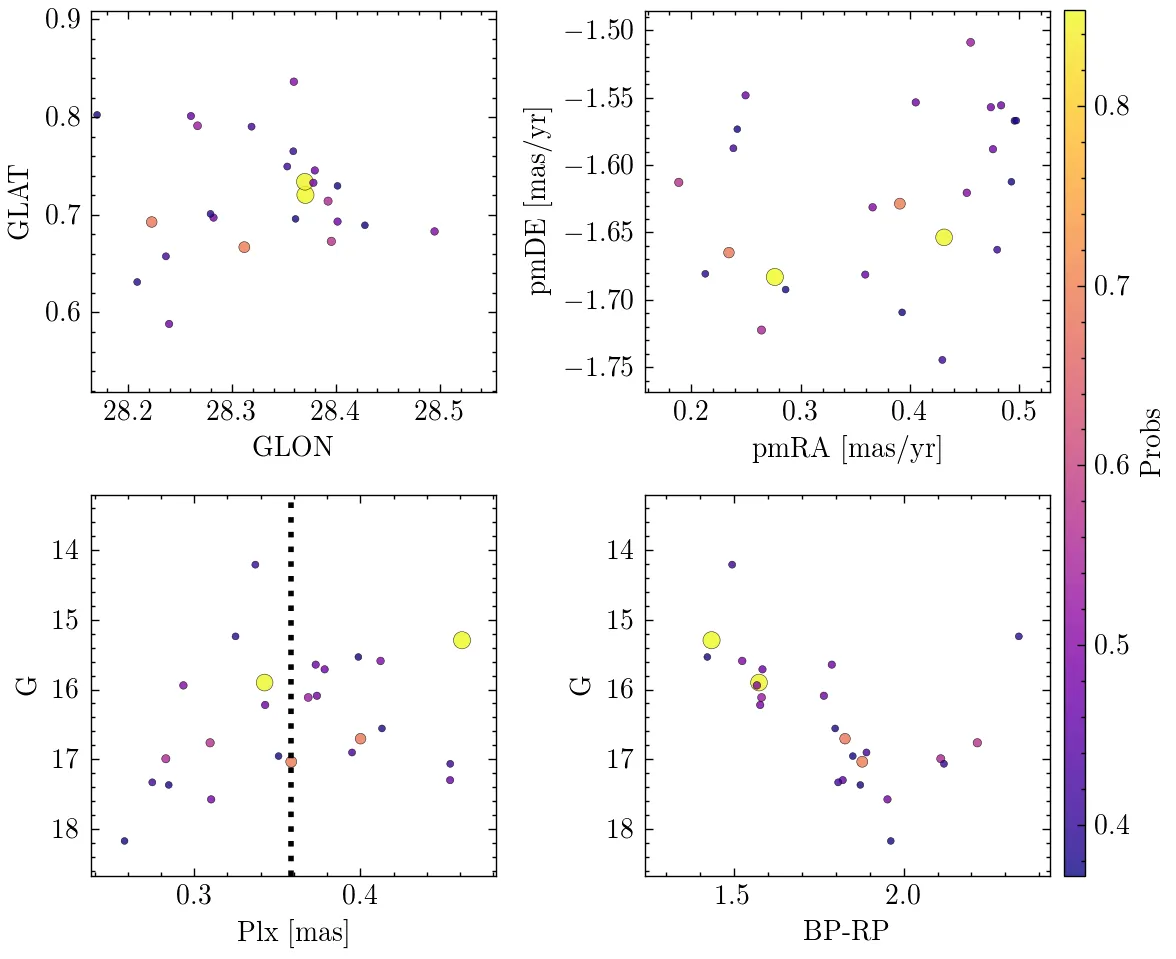 0.9
0.8
0.7
0.6
GLAT
28.2 28.3 28.4 28.5
GLON
−1.50
−1.55
−1.60
−1.65
−1.70
−1.75
pmDE [mas/yr]
0.2 0.3 0.4 0.5
pmRA [mas/yr]
14
15
16
17
18
G
0.3 0.4
Plx [mas]
14
15
16
17
18
G
1.5 2.0
BP-RP
0.8
0.7
0.6
0.5
0.4
Probs